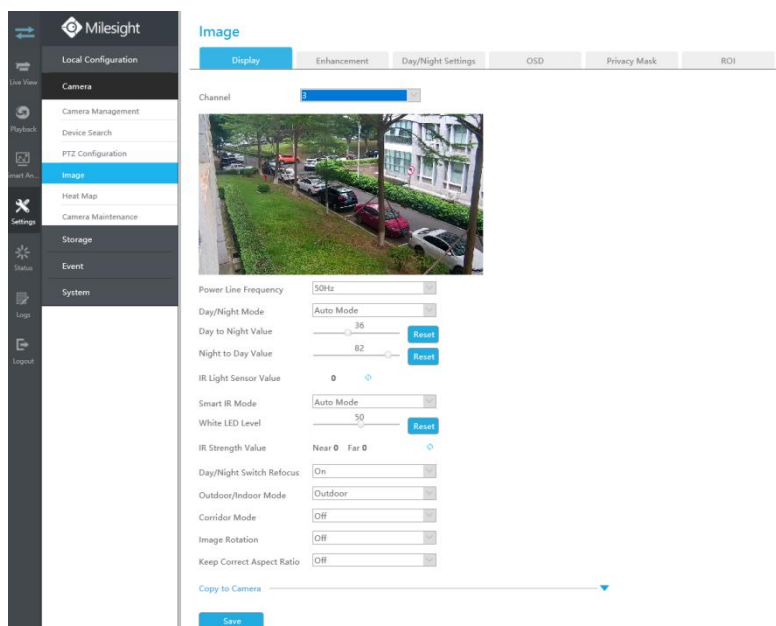 Milesight
Live View
Playback
Smart An...
Settings
Status
Logs
Logout
Local Configuration
Camera
Camera Management
Device Search
PTZ Configuration
Image
Heat Map
Camera Maintenance
Storage
Event
System
Image
Display Enhancement Day/Night Settings OSD Privacy Mask ROI
Channel 3
Power Line Frequency 50Hz
Day/Night Mode Auto Mode
Day to Night Value 36 Reset
Night to Day Value 82 Reset
IR Light Sensor Value 0
Smart IR Mode Auto Mode
White LED Level 50 Reset
IR Strength Value Near 0 Far 0
Day/Night Switch Refocus On
Outdoor/Indoor Mode Outdoor
Corridor Mode Off
Image Rotation Off
Keep Correct Aspect Ratio Off
Copy to Camera
Save